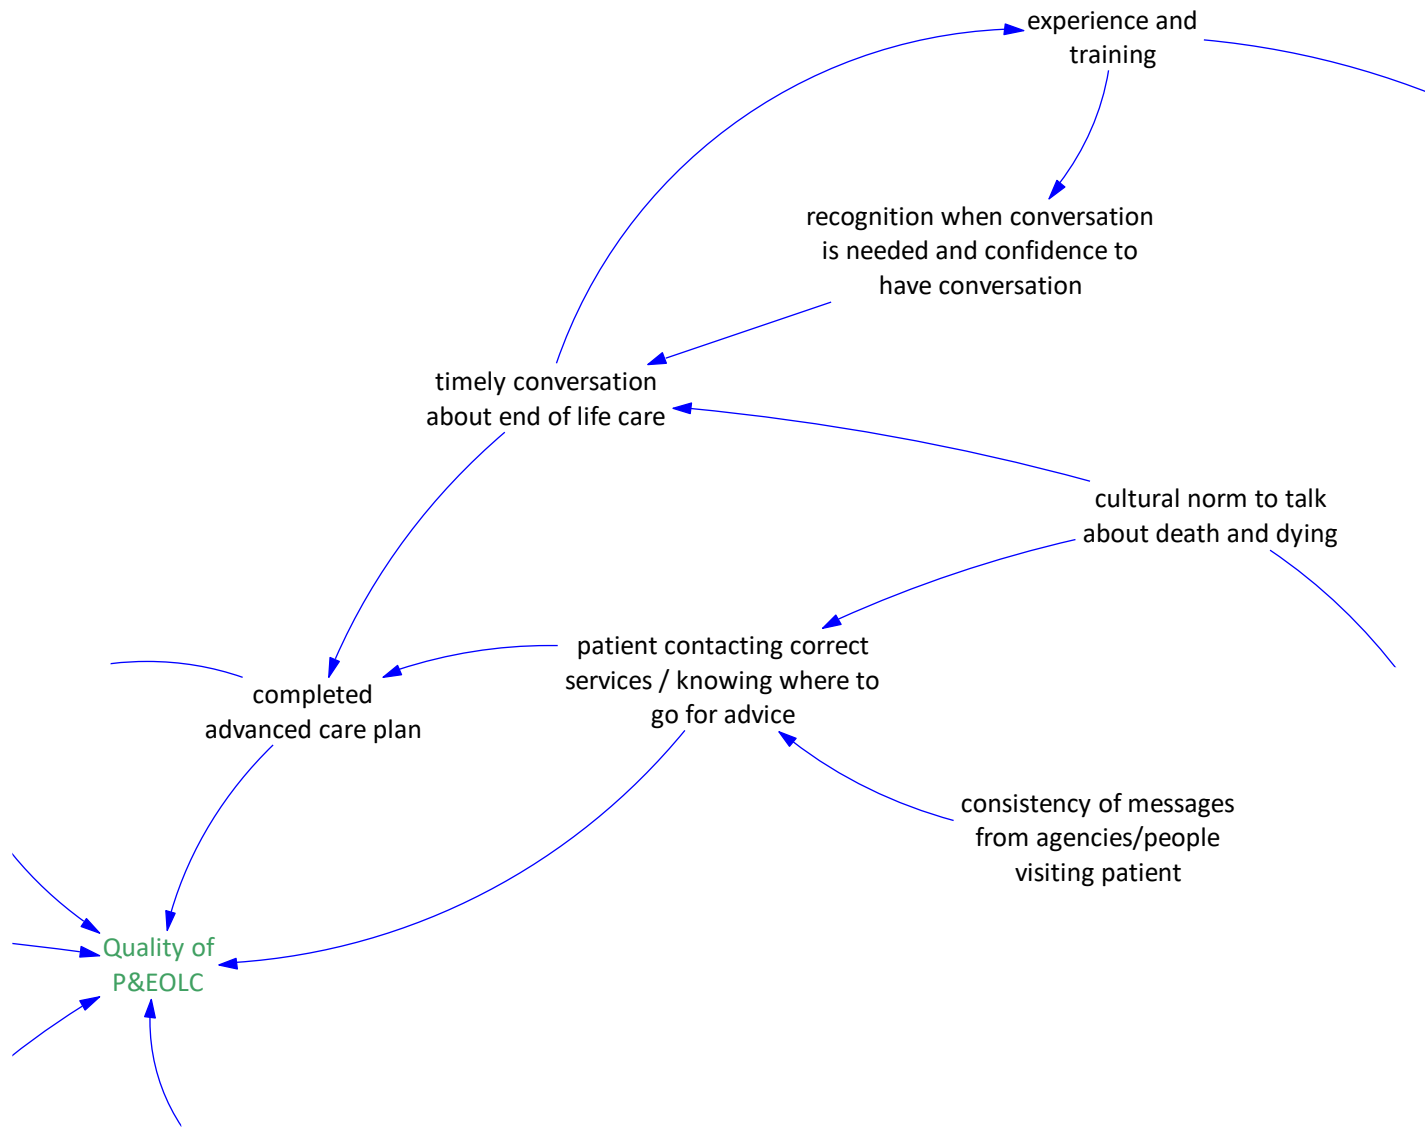 experience and
training
recognition when conversation
is needed and confidence to
have conversation
timely conversation
about end of life care
cultural norm to talk
about death and dying
patient contacting correct
services / knowing where to
go for advice
completed
advanced care plan
consistency of messages
from agencies/people
visiting patient
Quality of
P&EOLC